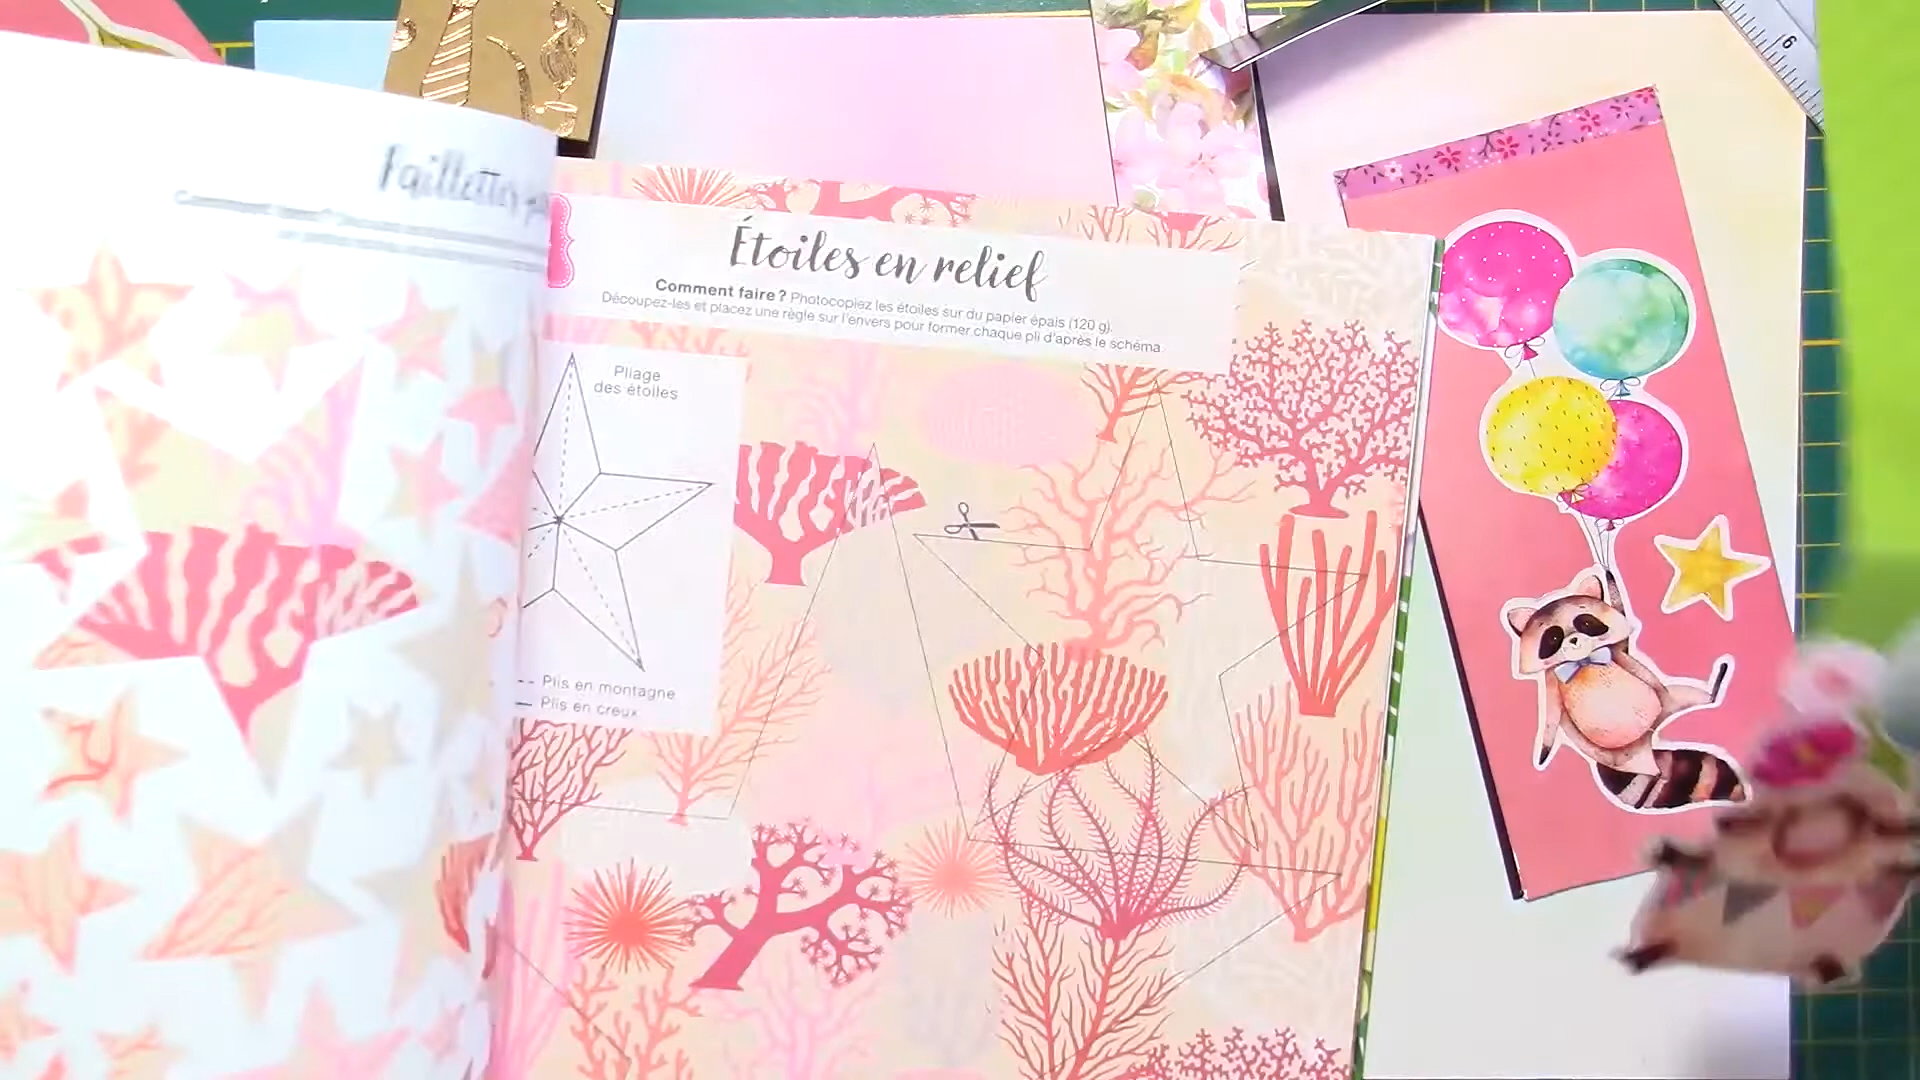 Étoiles en relief
Comment faire ? Photocopiez les étoiles sur du papier épais (120 g).
Découpez-les et placez une règle sur l'envers pour former chaque pli d'après le schéma.
Pliage
des étoiles
Plis en montagne
Plis en creux
6